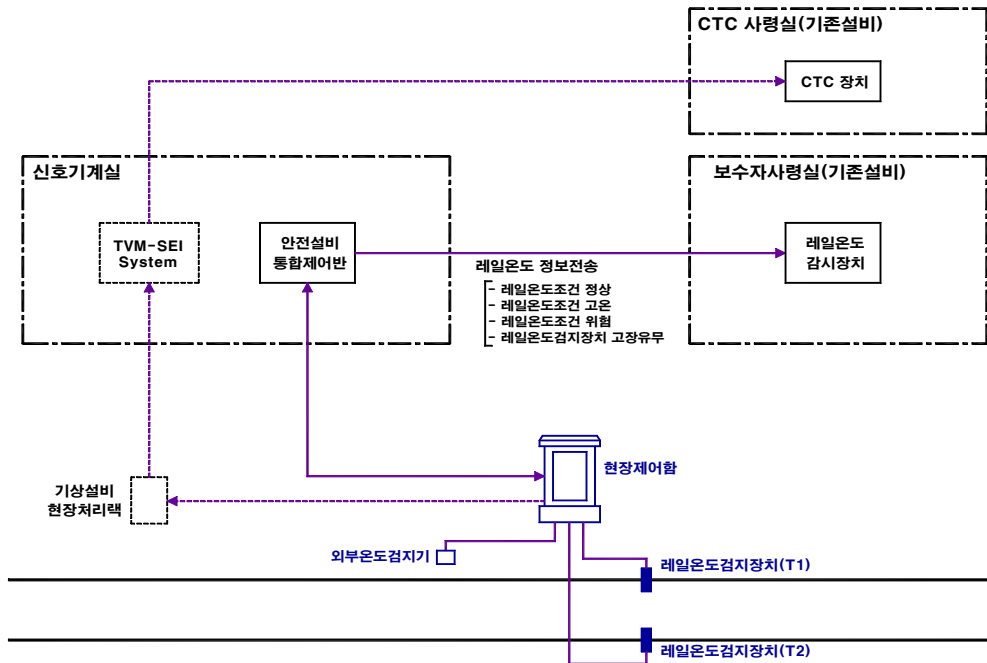 CTC 사령실(기존설비)
CTC 장치
신호기계실
보수자사령실(기존설비)
TVM-SEI
System
안전설비
통합제어반
레일온도
감시장치
레일온도 정보전송
- 레일온도조건 정상
- 레일온도조건 고온
- 레일온도조건 위험
- 레일온도검지장치 고장유무
현장제어함
기상설비
현장처리랙
외부온도검지기
레일온도검지장치(T1)
레일온도검지장치(T2)